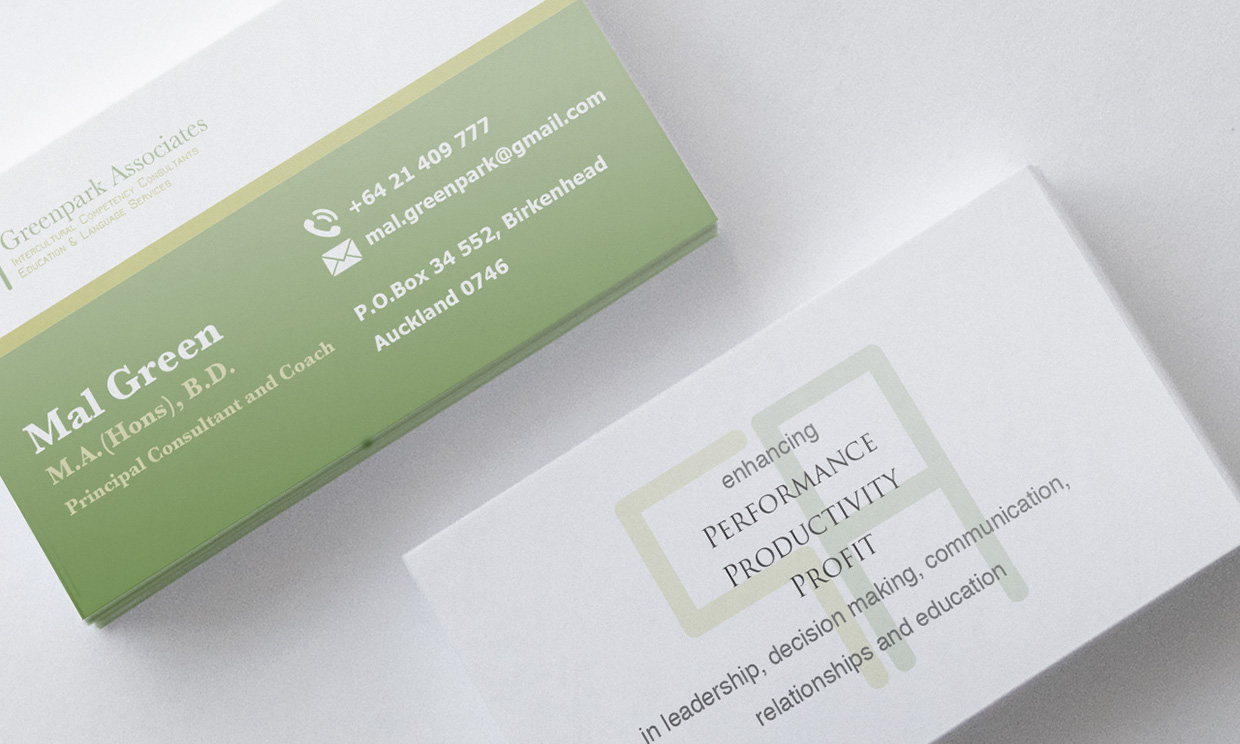 Greenpark Associates
Intercultural Competency Consultants
Education & Language Services
Mal Green
M.A.(Hons), B.D.
Principal Consultant and Coach
+64 21 409 777
mal.greenpark@gmail.com
P.O.Box 34 552, Birkenhead
Auckland 0746
enhancing
PERFORMANCE
PRODUCTIVITY
PROFIT
in leadership, decision making, communication,
relationships and education